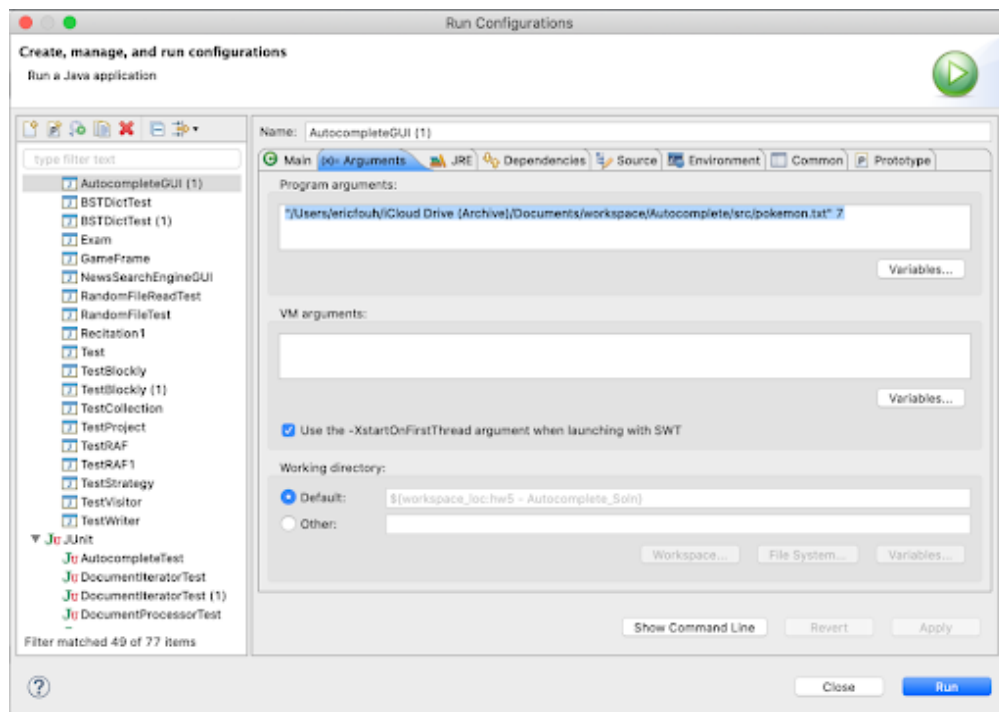 Run Configurations
Create, manage, and run configurations
Run a Java application
type filter text
AutocompleteGUI (1)
BSTDictTest
BSTDictTest (1)
Exam
GameFrame
NewsSearchEngineGUI
RandomFileReadTest
RandomFileTest
Recitation1
Test
TestBlockly
TestBlockly (1)
TestCollection
TestProject
TestRAF
TestRAF1
TestStrategy
TestVisitor
TestWriter
JUnit
AutocompleteTest
DocumentIteratorTest
DocumentIteratorTest (1)
DocumentProcessorTest
Filter matched 49 of 77 items
Name: AutocompleteGUI (1)
Main (x)= Arguments JRE Dependencies Source Environment Common Prototype
Program arguments:
"/Users/ericfouh/iCloud Drive (Archive)/Documents/workspace/Autocomplete/src/pokemon.txt" 7
Variables...
VM arguments:
Variables...
Use the -XstartOnFirstThread argument when launching with SWT
Working directory:
Default: ${workspace_loc:hw5 - Autocomplete_Soln}
Other:
Workspace... File System... Variables...
Show Command Line Revert Apply
? Close Run